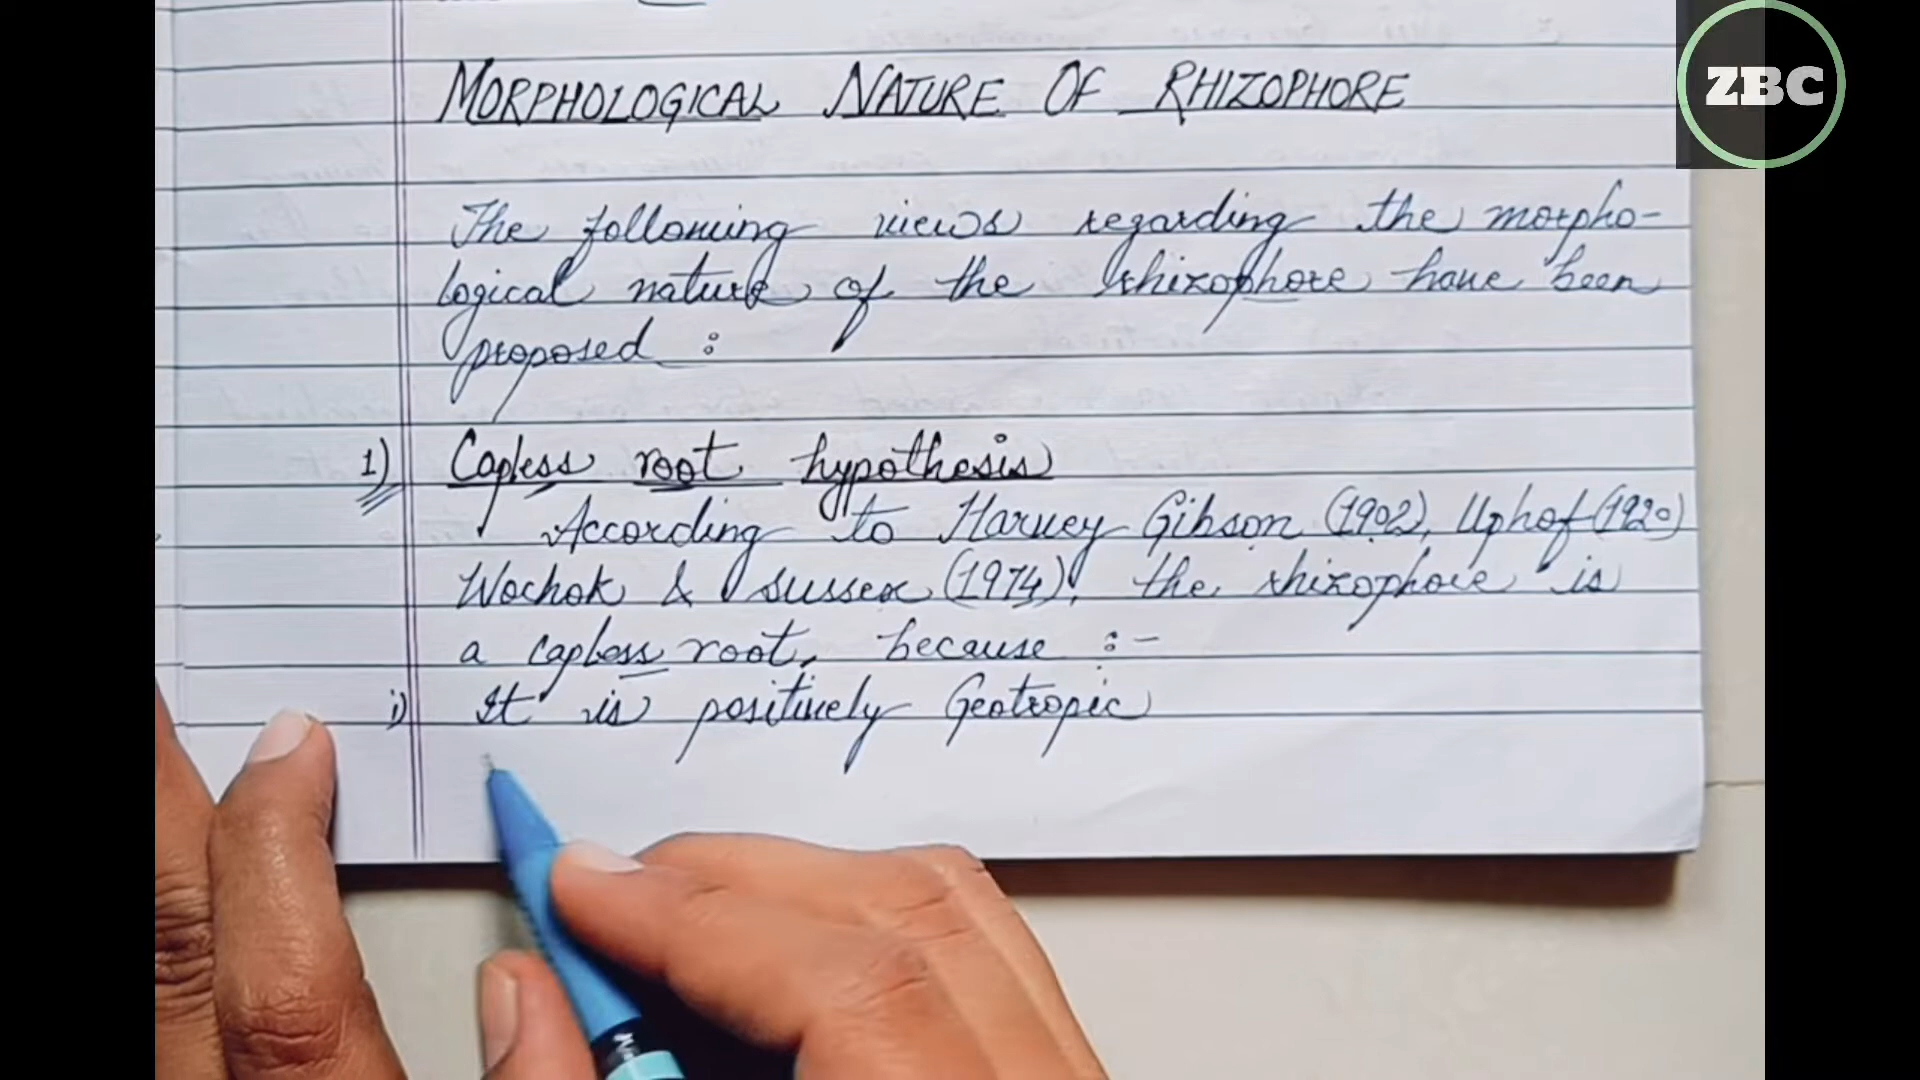 ZBC
MORPHOLOGICAL NATURE OF RHIZOPHORE
The following views regarding the morpho-
logical nature of the rhizophore have been
proposed :
1) Capless root hypothesis
According to Harvey Gibson (1902), Uphof (1920)
Wochok & Sussex (1974), the rhizophore is
a capless root, because :-
i) It is positively Geotropic